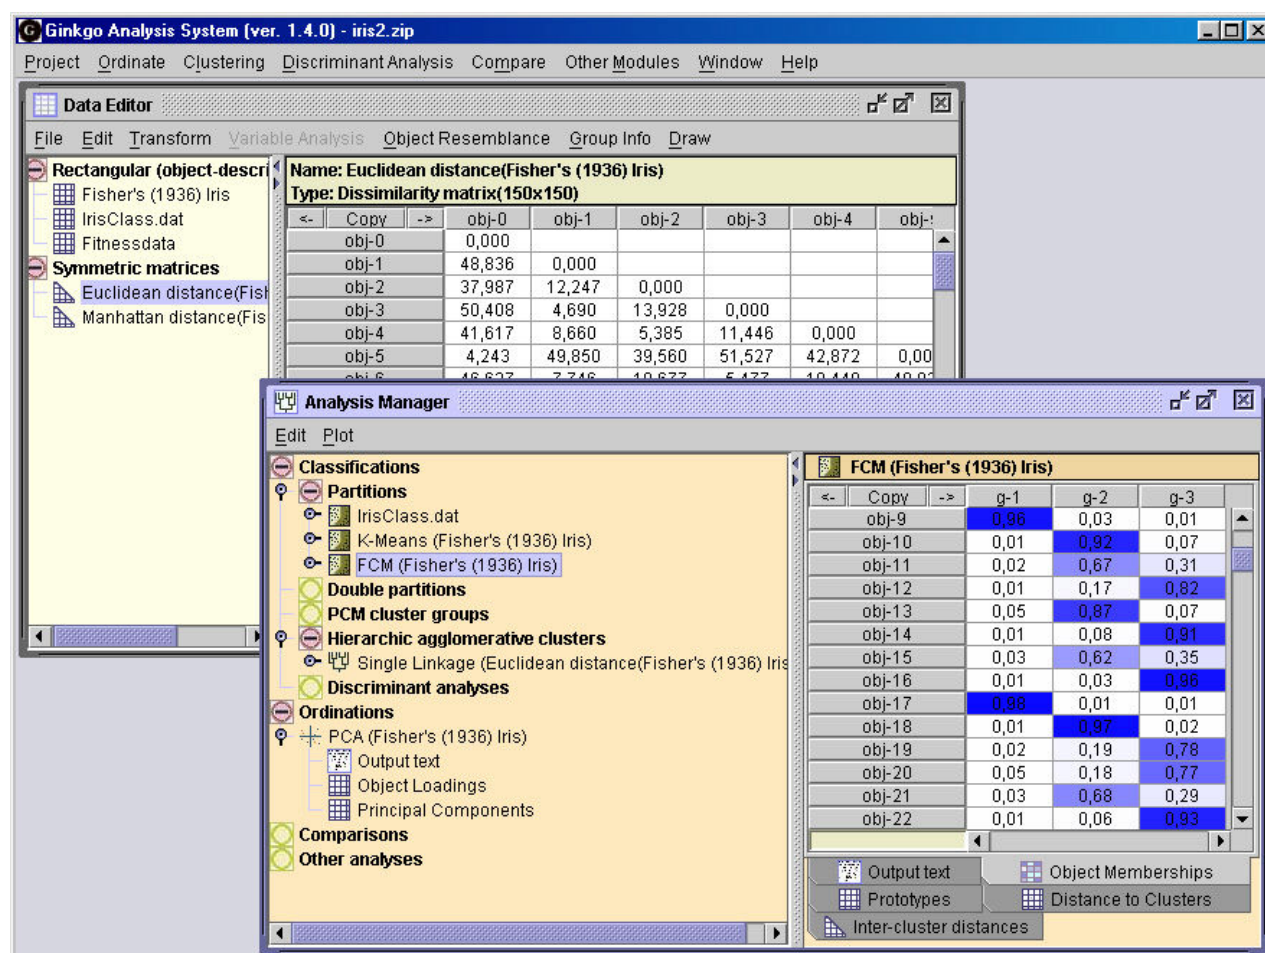 Ginkgo Analysis System (ver. 1.4.0) - iris2.zip
Project Ordinate Clustering Discriminant Analysis Compare Other Modules Window Help
Data Editor
File Edit Transform Variable Analysis Object Resemblance Group Info Draw
Rectangular (object-descri
Fisher's (1936) Iris
IrisClass.dat
Fitnessdata
Symmetric matrices
Euclidean distance(Fish
Manhattan distance(Fis
Name: Euclidean distance(Fisher's (1936) Iris)
Type: Dissimilarity matrix(150x150)
<- Copy -> obj-0 obj-1 obj-2 obj-3 obj-4
obj-0 0,000
obj-1 48,836 0,000
obj-2 37,987 12,247 0,000
obj-3 50,408 4,690 13,928 0,000
obj-4 41,617 8,660 5,385 11,446 0,000
obj-5 4,243 49,850 39,560 51,527 42,872 0,00
Analysis Manager
Edit Plot
Classifications
Partitions
IrisClass.dat
K-Means (Fisher's (1936) Iris)
FCM (Fisher's (1936) Iris)
Double partitions
PCM cluster groups
Hierarchic agglomerative clusters
Single Linkage (Euclidean distance(Fisher's (1936) Iris
Discriminant analyses
Ordinations
PCA (Fisher's (1936) Iris)
Output text
Object Loadings
Principal Components
Comparisons
Other analyses
FCM (Fisher's (1936) Iris)
<- Copy -> g-1 g-2 g-3
obj-9 0,96 0,03 0,01
obj-10 0,01 0,92 0,07
obj-11 0,02 0,67 0,31
obj-12 0,01 0,17 0,82
obj-13 0,05 0,87 0,07
obj-14 0,01 0,08 0,91
obj-15 0,03 0,62 0,35
obj-16 0,01 0,03 0,96
obj-17 0,98 0,01 0,01
obj-18 0,01 0,97 0,02
obj-19 0,02 0,19 0,78
obj-20 0,05 0,18 0,77
obj-21 0,03 0,68 0,29
obj-22 0,01 0,06 0,93
Output text Object Memberships
Prototypes Distance to Clusters
Inter-cluster distances